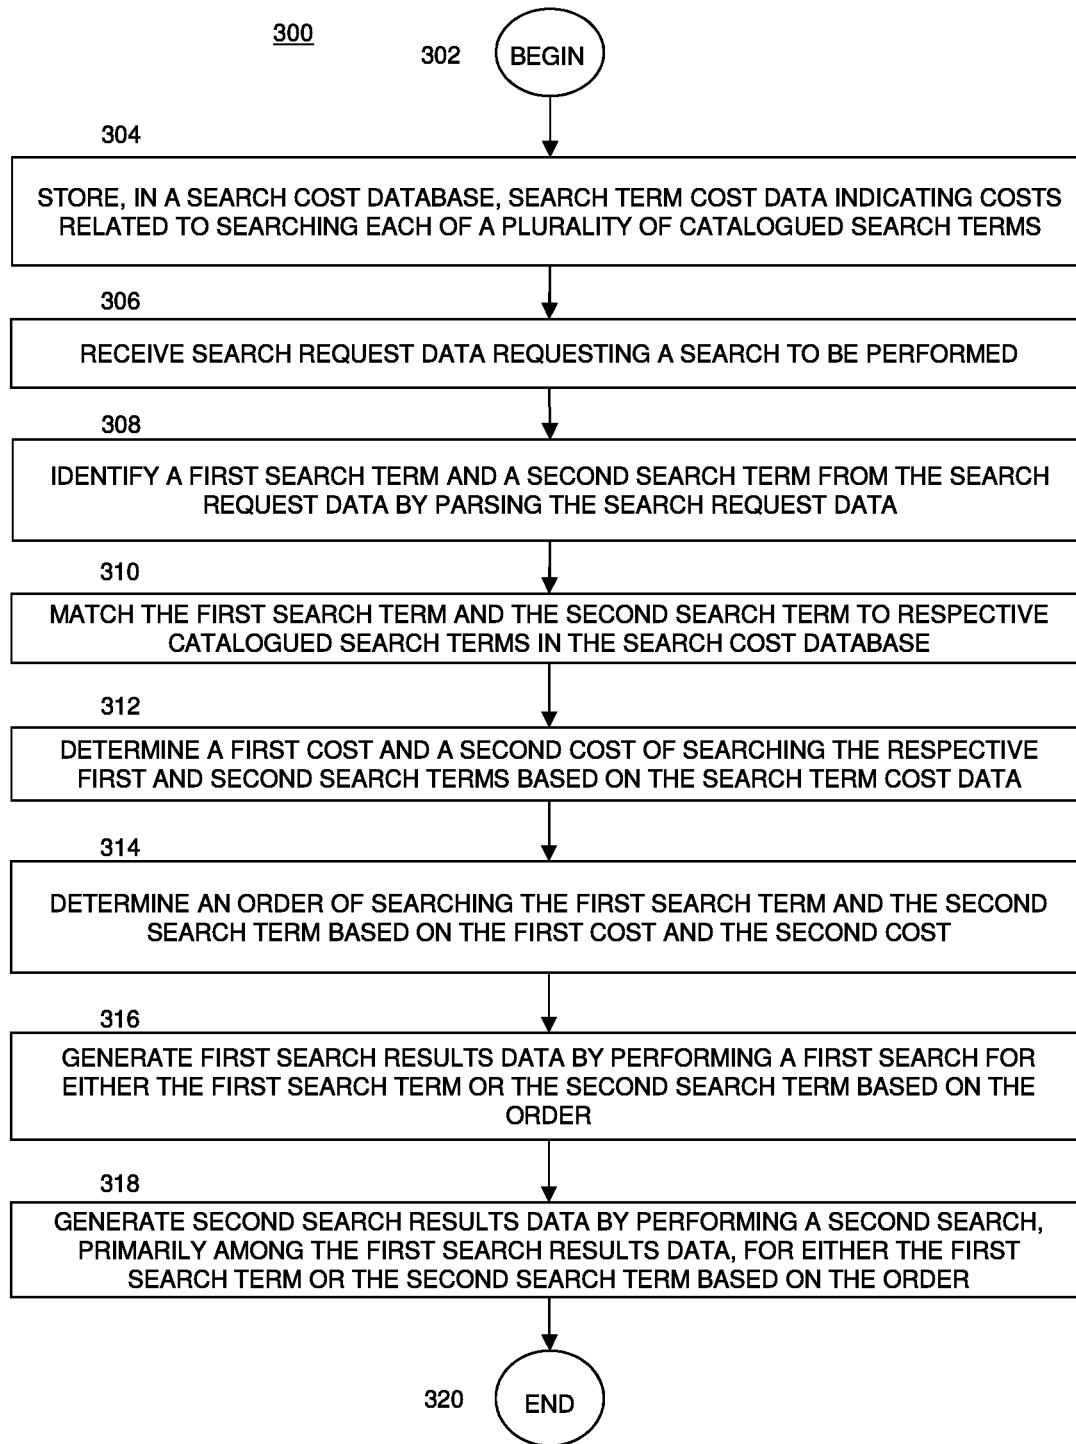 300
302
BEGIN
304
STORE, IN A SEARCH COST DATABASE, SEARCH TERM COST DATA INDICATING COSTS
RELATED TO SEARCHING EACH OF A PLURALITY OF CATALOGUED SEARCH TERMS
306
RECEIVE SEARCH REQUEST DATA REQUESTING A SEARCH TO BE PERFORMED
308
IDENTIFY A FIRST SEARCH TERM AND A SECOND SEARCH TERM FROM THE SEARCH
REQUEST DATA BY PARSING THE SEARCH REQUEST DATA
310
MATCH THE FIRST SEARCH TERM AND THE SECOND SEARCH TERM TO RESPECTIVE
CATALOGUED SEARCH TERMS IN THE SEARCH COST DATABASE
312
DETERMINE A FIRST COST AND A SECOND COST OF SEARCHING THE RESPECTIVE
FIRST AND SECOND SEARCH TERMS BASED ON THE SEARCH TERM COST DATA
314
DETERMINE AN ORDER OF SEARCHING THE FIRST SEARCH TERM AND THE SECOND
SEARCH TERM BASED ON THE FIRST COST AND THE SECOND COST
316
GENERATE FIRST SEARCH RESULTS DATA BY PERFORMING A FIRST SEARCH FOR
EITHER THE FIRST SEARCH TERM OR THE SECOND SEARCH TERM BASED ON THE
ORDER
318
GENERATE SECOND SEARCH RESULTS DATA BY PERFORMING A SECOND SEARCH,
PRIMARILY AMONG THE FIRST SEARCH RESULTS DATA, FOR EITHER THE FIRST
SEARCH TERM OR THE SECOND SEARCH TERM BASED ON THE ORDER
320
END